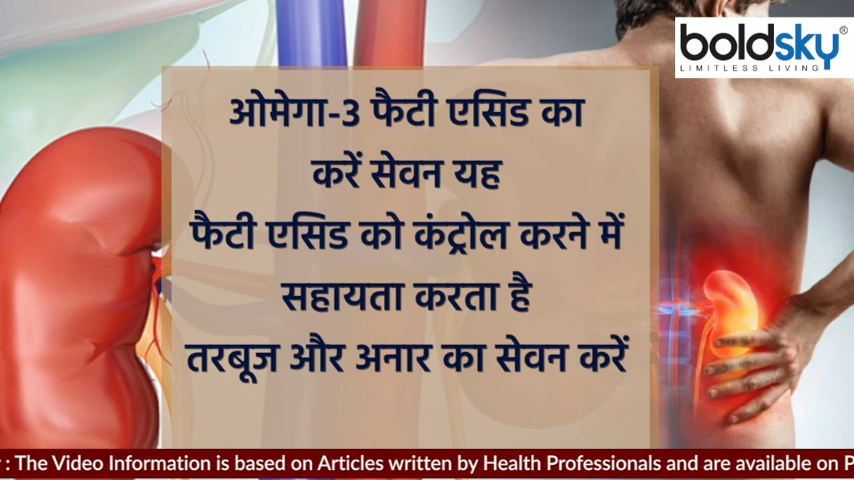 boldsky®
LIMITLESS LIVING
ओमेगा-3 फैटी एसिड का
करें सेवन यह
फैटी एसिड को कंट्रोल करने में
सहायता करता है
तरबूज और अनार का सेवन करें
: The Video Information is based on Articles written by Health Professionals and are available on